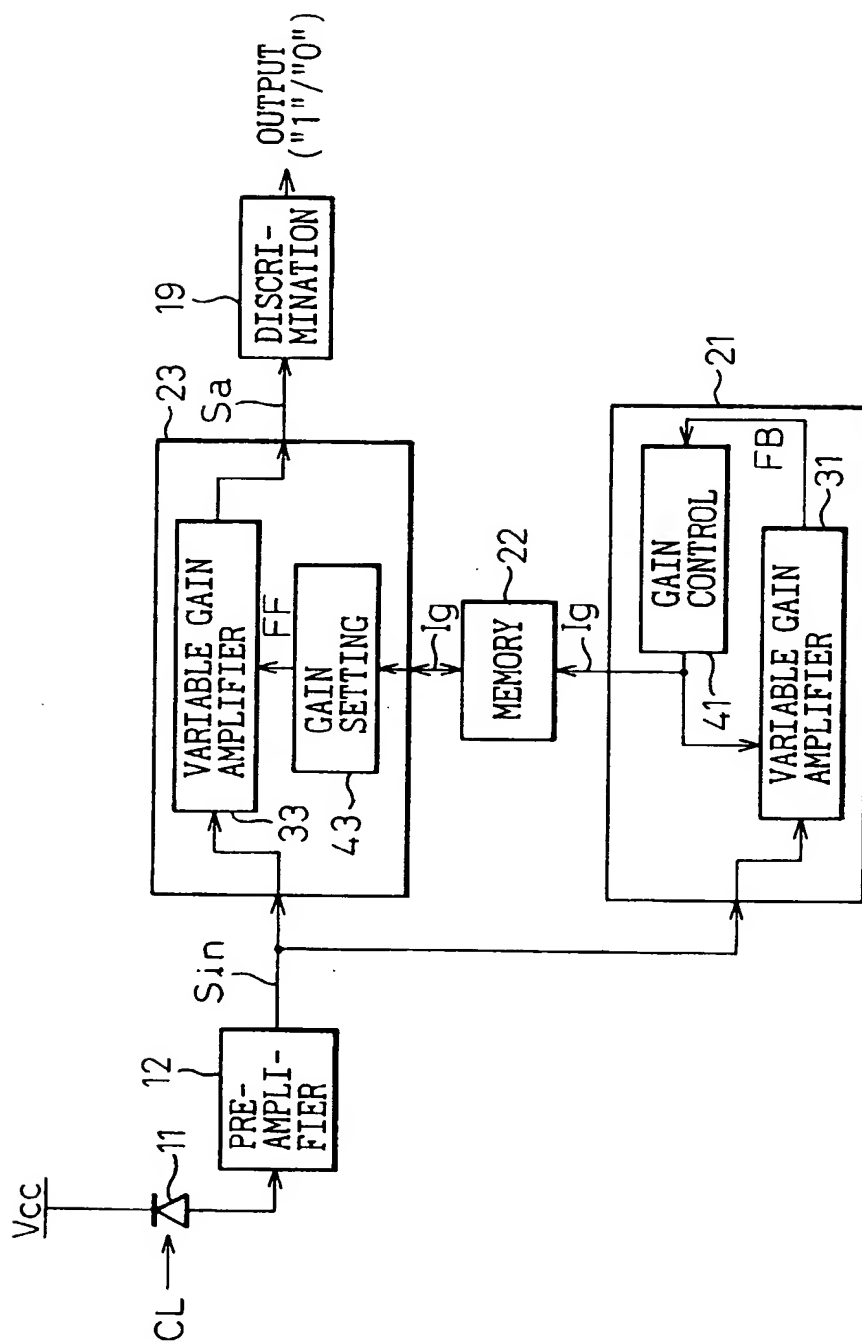 Vcc
CL
11
12
PRE-
AMPLI-
FIER
Sin
23
VARIABLE GAIN
AMPLIFIER
33
FF
GAIN
SETTING
43
Sa
19
DISCRI-
MINATION
OUTPUT
("1"/"0")
Ig
22
MEMORY
Ig
21
GAIN
CONTROL
41
FB
VARIABLE GAIN
AMPLIFIER
31